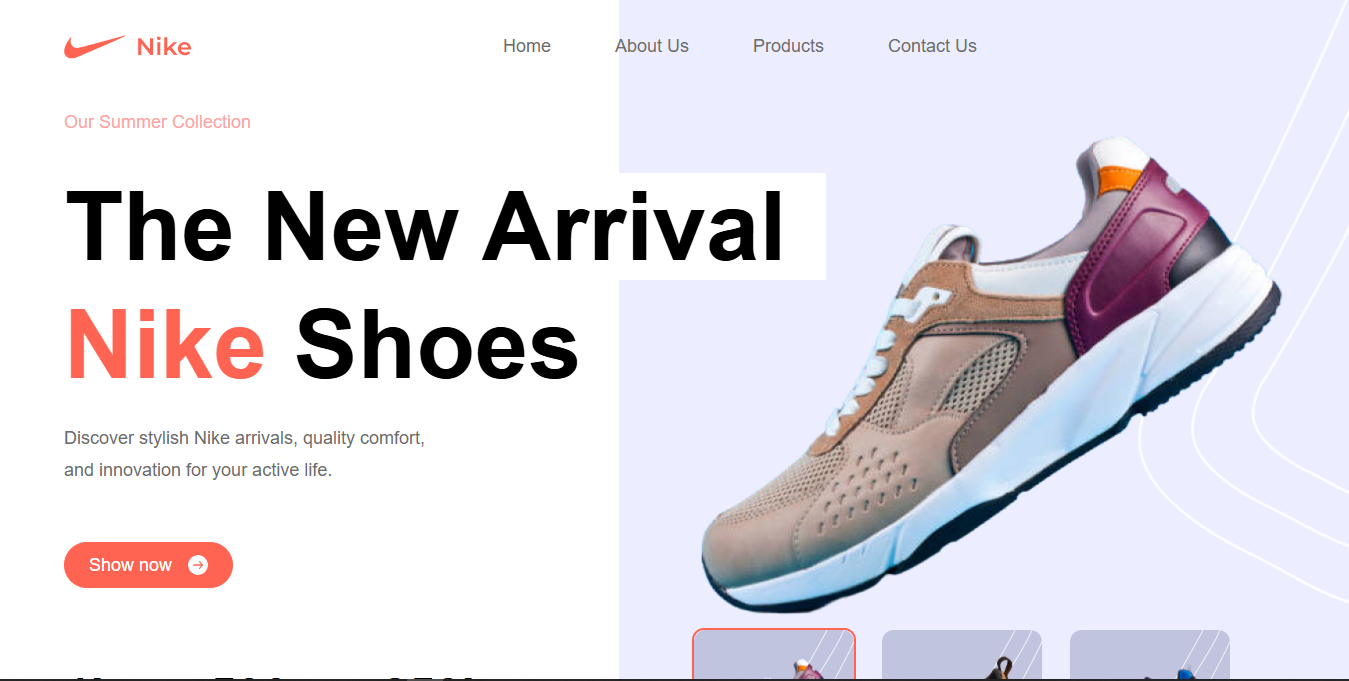 Nike
Home
About Us
Products
Contact Us
Our Summer Collection
The New Arrival
Nike Shoes
Discover stylish Nike arrivals, quality comfort,
and innovation for your active life.
Show now